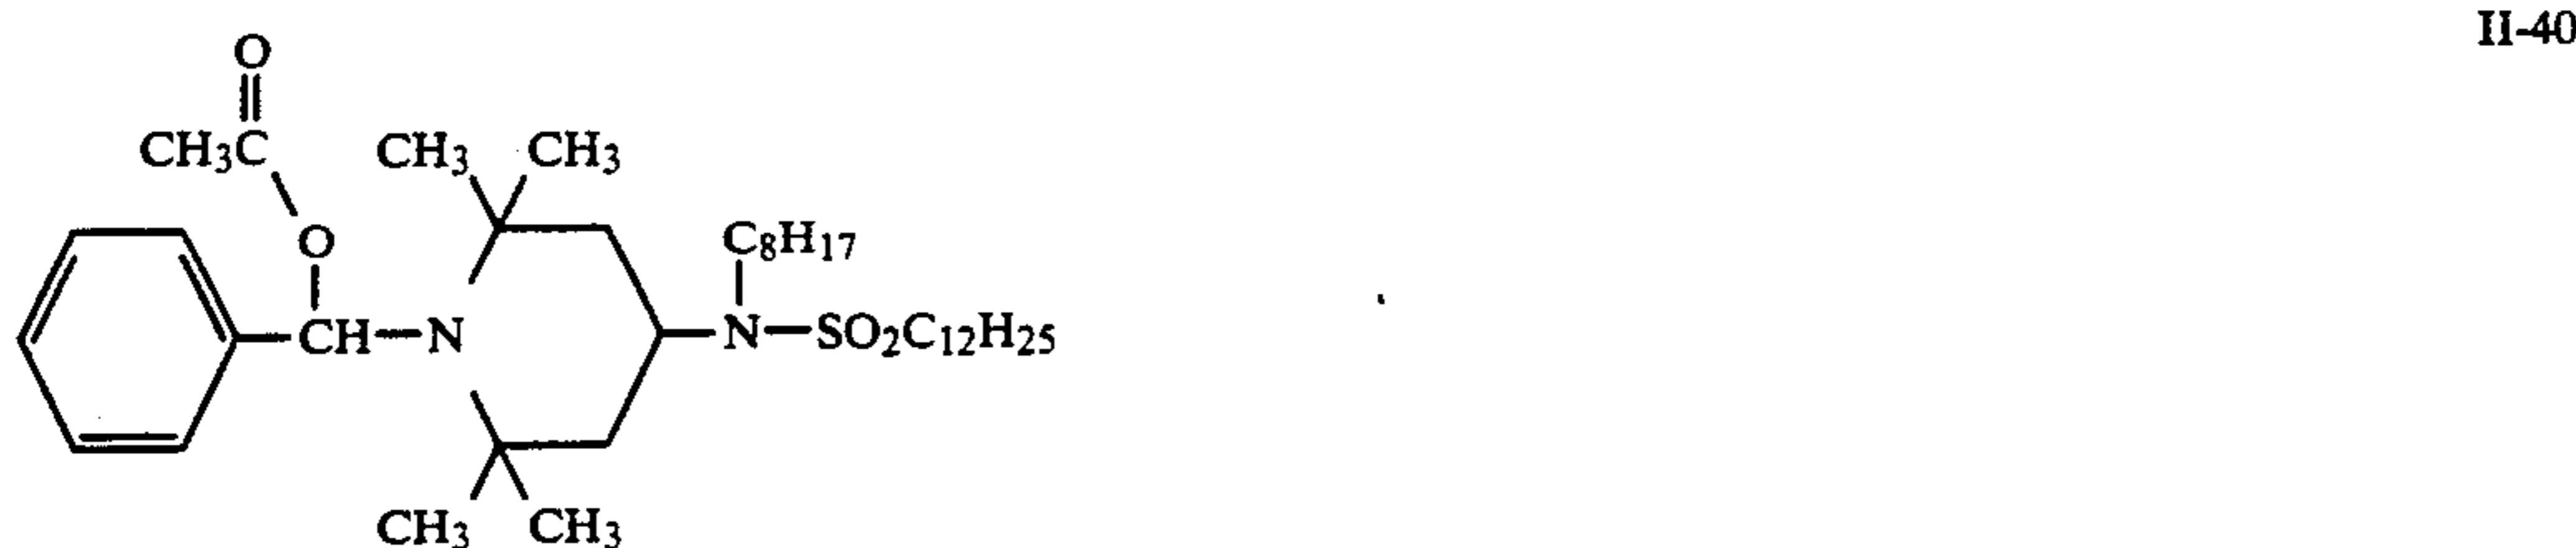 II-40
O
CH₃C CH₃ CH₃
O C₈H₁₇
CH N N SO₂C₁₂H₂₅
CH₃ CH₃